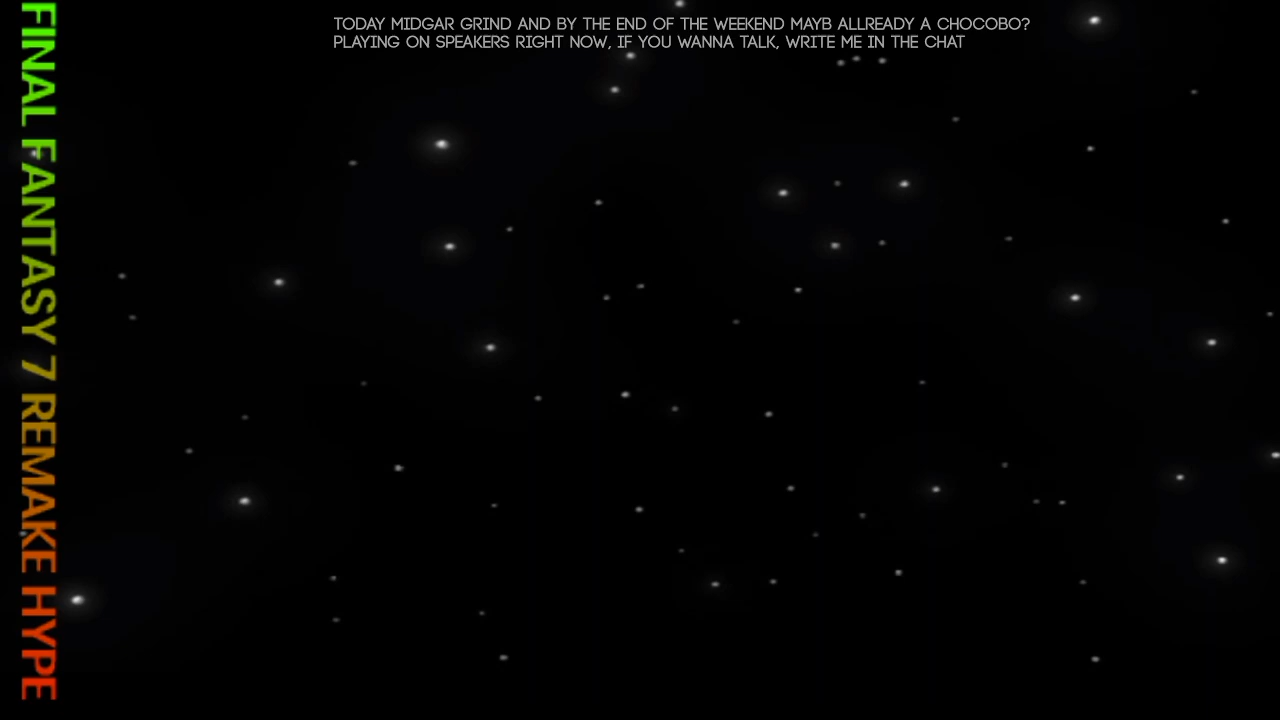 TODAY MIDGAR GRIND AND BY THE END OF THE WEEKEND MAYB ALLREADY A CHOCOBO?
PLAYING ON SPEAKERS RIGHT NOW, IF YOU WANNA TALK, WRITE ME IN THE CHAT
FINAL FANTASY 7 REMAKE HYPE